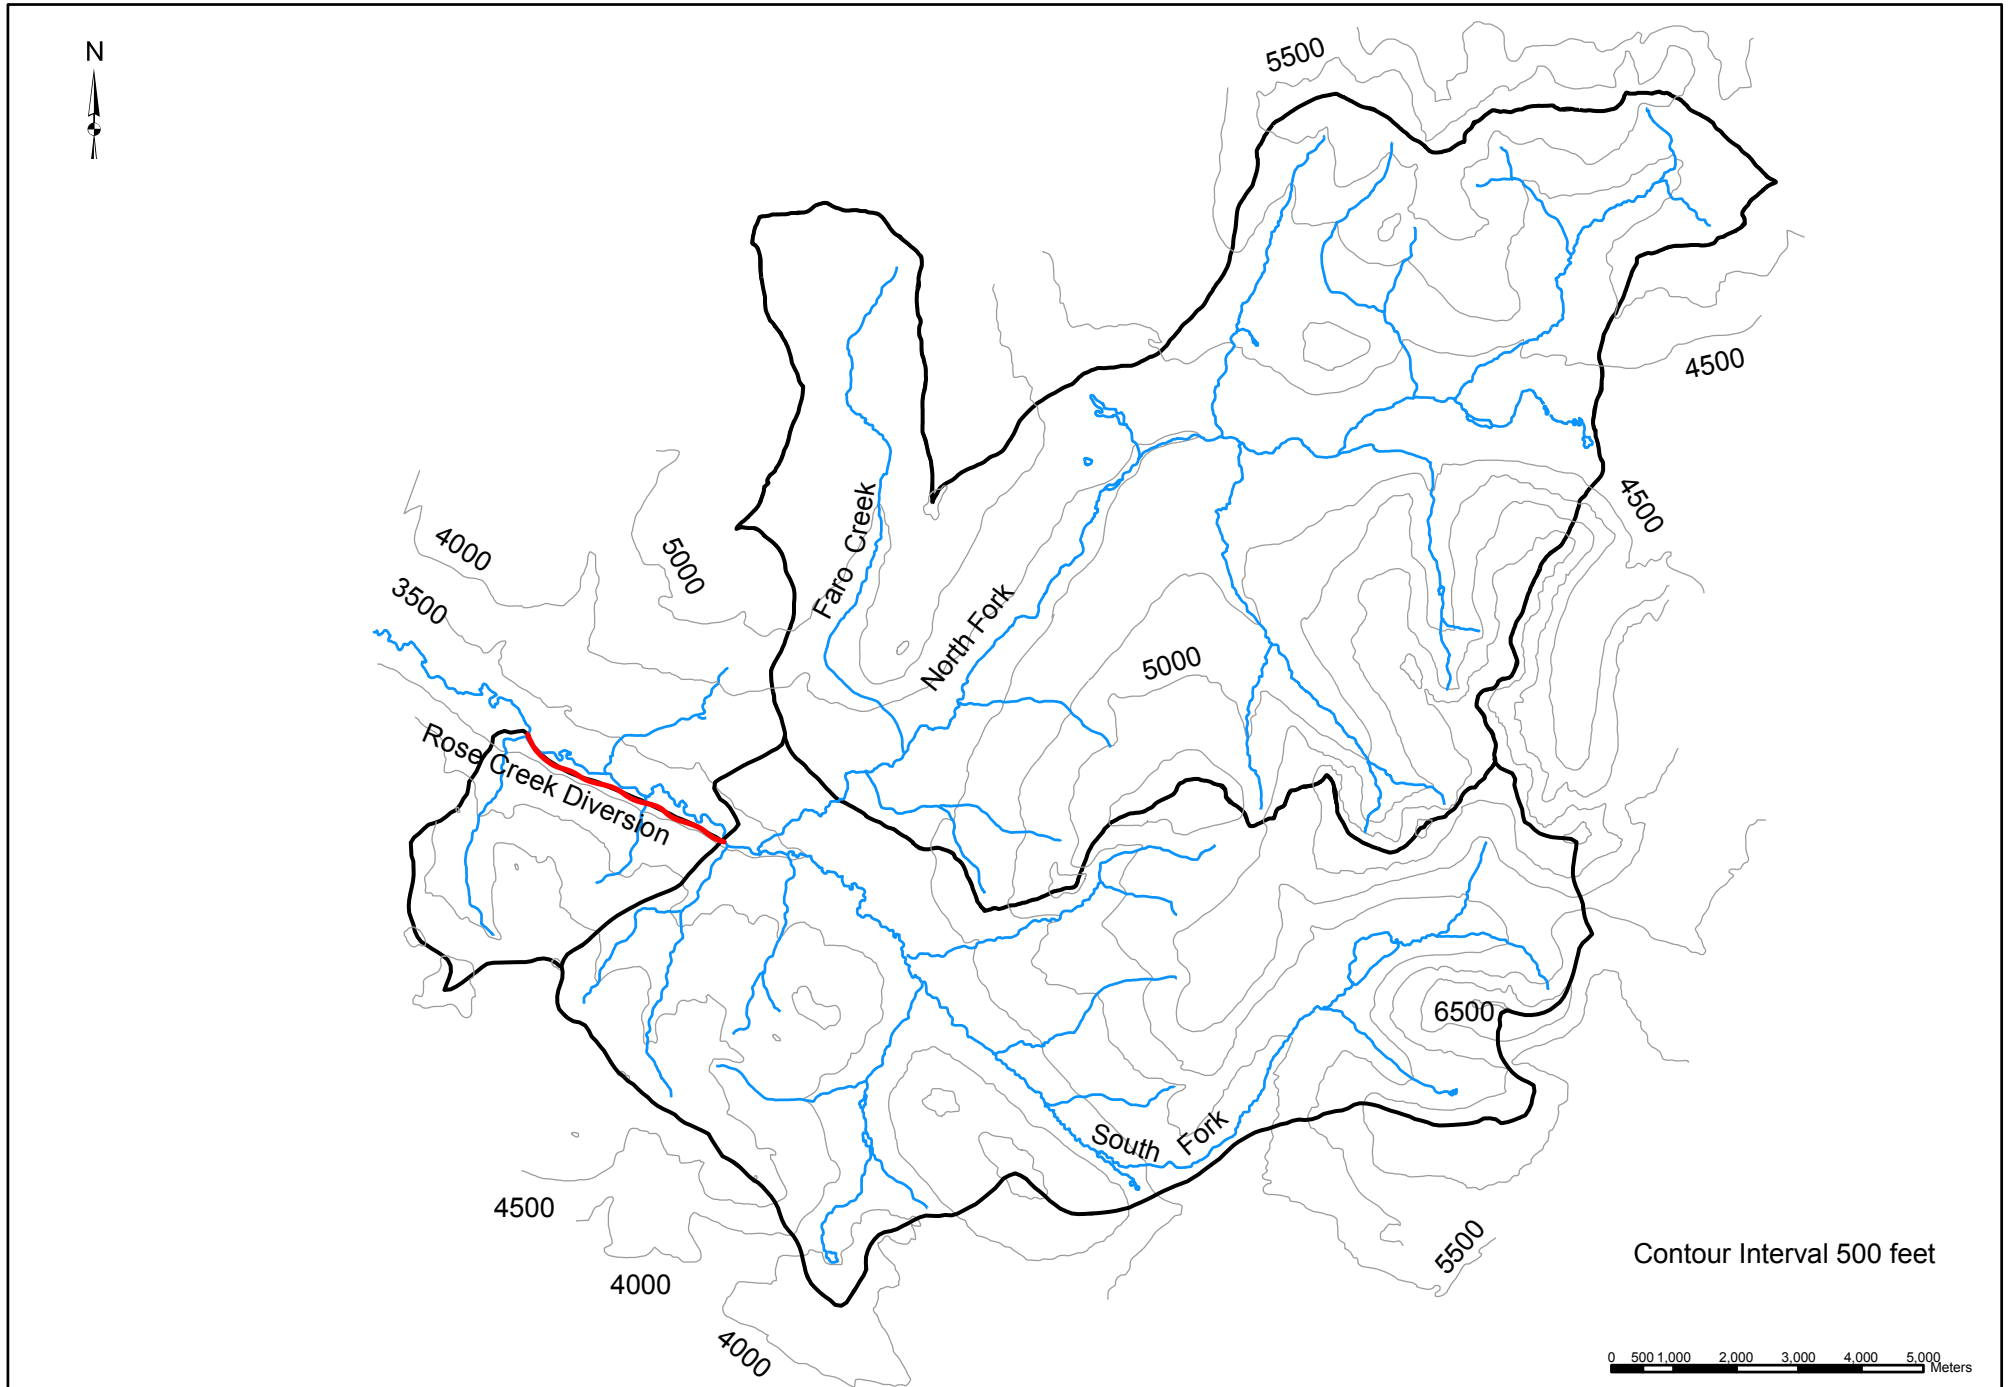 N
5500
4500
4500
4000
5000
3500
Faro Creek
North Fork
5000
Rose Creek Diversion
6500
South Fork
4500
4000
4000
5500
Contour Interval 500 feet
0 500 1,000 2,000 3,000 4,000 5,000
Meters